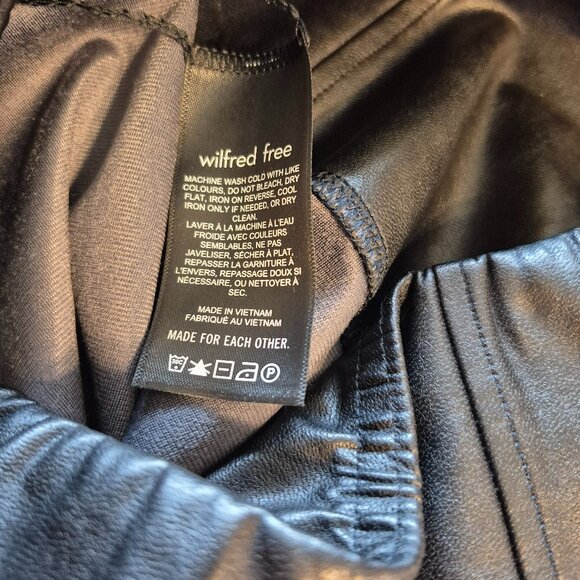 wilfred free
MACHINE WASH COLD WITH LIKE
COLOURS, DO NOT BLEACH, DRY
FLAT, IRON ON REVERSE, COOL
IRON ONLY IF NEEDED, OR DRY
CLEAN.
LAVER À LA MACHINE À L'EAU
FROIDE AVEC COULEURS
SEMBLABLES, NE PAS
JAVELISER, SÉCHER À PLAT,
REPASSER LA GARNITURE À
L'ENVERS, REPASSAGE DOUX SI
NÉCESSAIRE, OU NETTOYER À
SEC.
MADE IN VIETNAM
FABRIQUÉ AU VIETNAM
MADE FOR EACH OTHER.
30C P